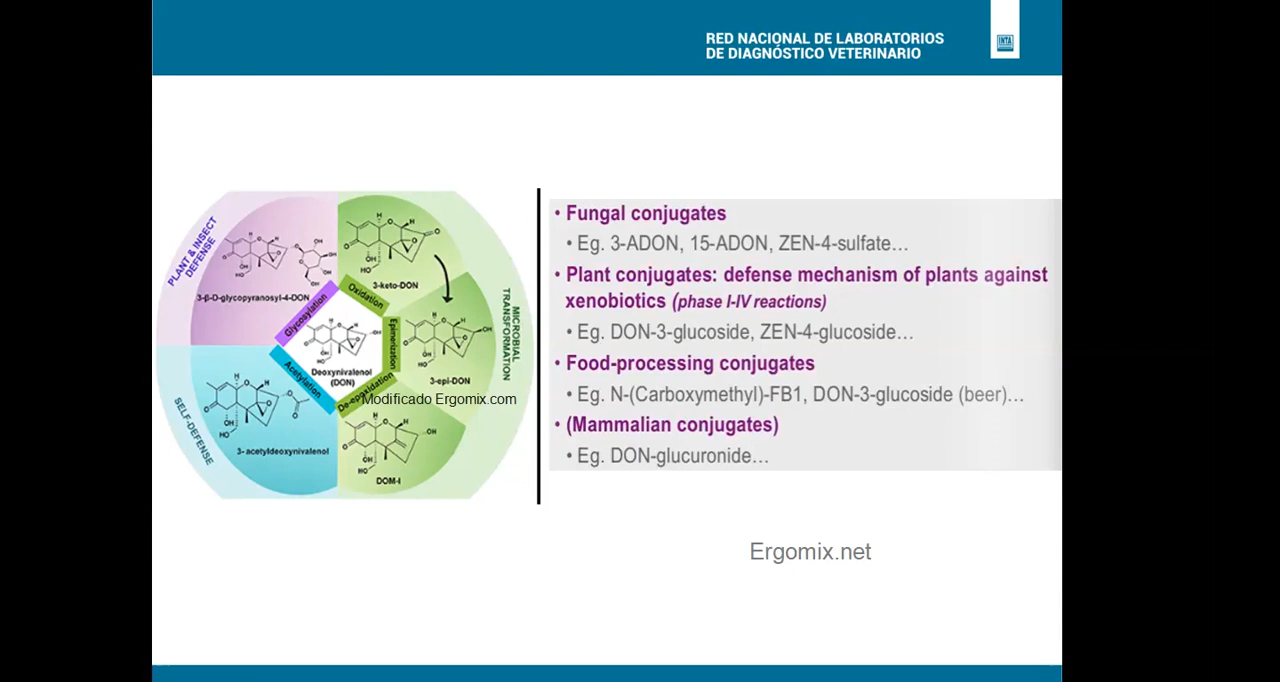 RED NACIONAL DE LABORATORIOS
DE DIAGNÓSTICO VETERINARIO
INTA
PLANT & INSECT
DEFENSE
3-β-D-glycopyranosyl-4-DON
3-keto-DON
Glycosylation
Oxidation
Epimerization
MICROBIAL
TRANSFORMATION
Deoxynivalenol
(DON)
3-epi-DON
Acetylation
De-epoxidation
Modificado Ergomix.com
SELF-DEFENSE
3- acetyldeoxynivalenol
DOM-I
• Fungal conjugates
• Eg. 3-ADON, 15-ADON, ZEN-4-sulfate…
• Plant conjugates: defense mechanism of plants against
xenobiotics (phase I-IV reactions)
• Eg. DON-3-glucoside, ZEN-4-glucoside…
• Food-processing conjugates
• Eg. N-(Carboxymethyl)-FB1, DON-3-glucoside (beer)…
• (Mammalian conjugates)
• Eg. DON-glucuronide…
Ergomix.net